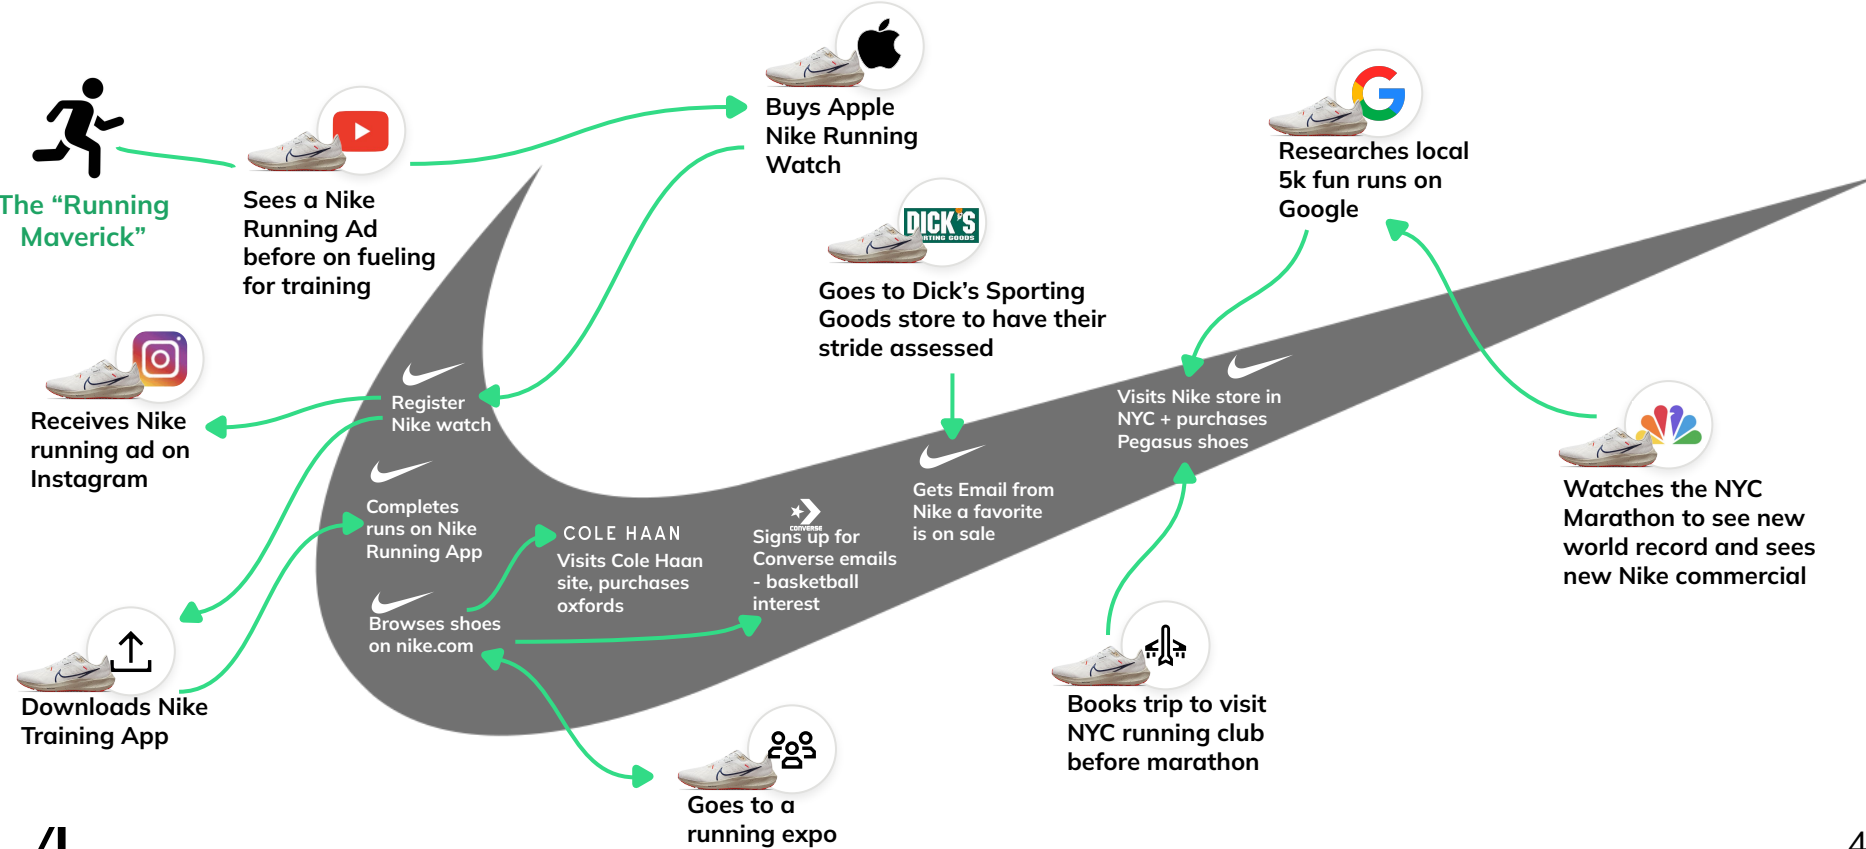 The “Running
Maverick”
Sees a Nike
Running Ad
before on fueling
for training
Buys Apple
Nike Running
Watch
DICK'S
RTING GOODS
Goes to Dick’s Sporting
Goods store to have their
stride assessed
Researches local
5k fun runs on
Google
Receives Nike
running ad on
Instagram
Register
Nike watch
Completes
runs on Nike
Running App
Browses shoes
on nike.com
COLE HAAN
Visits Cole Haan
site, purchases
oxfords
CONVERSE
Signs up for
Converse emails
- basketball
interest
Gets Email from
Nike a favorite
is on sale
Visits Nike store in
NYC + purchases
Pegasus shoes
Watches the NYC
Marathon to see new
world record and sees
new Nike commercial
Downloads Nike
Training App
Goes to a
running expo
Books trip to visit
NYC running club
before marathon
4